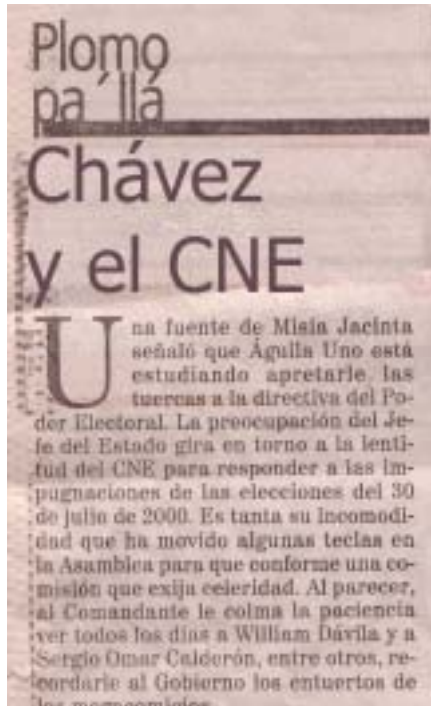 Plomo
pa´llá
Chávez
y el CNE
Una fuente de Misia Jacinta
señaló que Águila Uno está
estudiando apretarle las
tuercas a la directiva del Po-
der Electoral. La preocupación del Je-
fe del Estado gira en torno a la lenti-
tud del CNE para responder a las im-
pugnaciones de las elecciones del 30
de julio de 2000. Es tanta su incomodi-
dad que ha movido algunas teclas en
la Asamblea para que conforme una co-
misión que exija celeridad. Al parecer,
al Comandante le colma la paciencia
ver todos los días a William Dávila y a
Sergio Omar Calderón, entre otros, re-
cordarle al Gobierno los entuertos de
los megacomicios